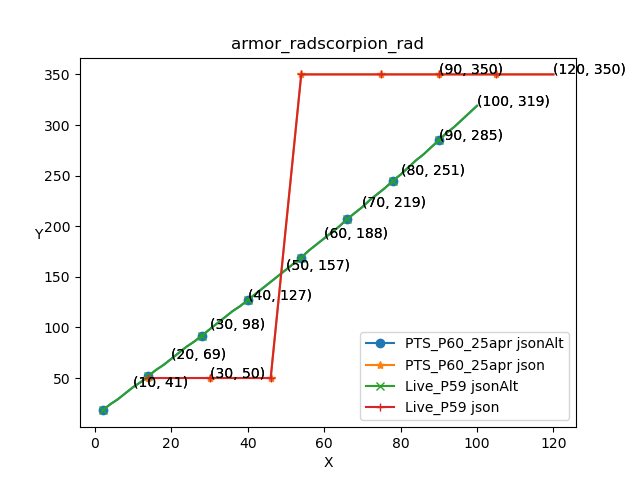 armor_radscorpion_rad
350
300
250
200
150
100
50
Y
(90, 350)
(120, 350)
(100, 319)
(90, 285)
(80, 251)
(70, 219)
(60, 188)
(50, 157)
(40, 127)
(30, 98)
(20, 69)
(30, 50)
(10, 41)
PTS_P60_25apr jsonAlt
PTS_P60_25apr json
Live_P59 jsonAlt
Live_P59 json
0 20 40 60 80 100 120
X